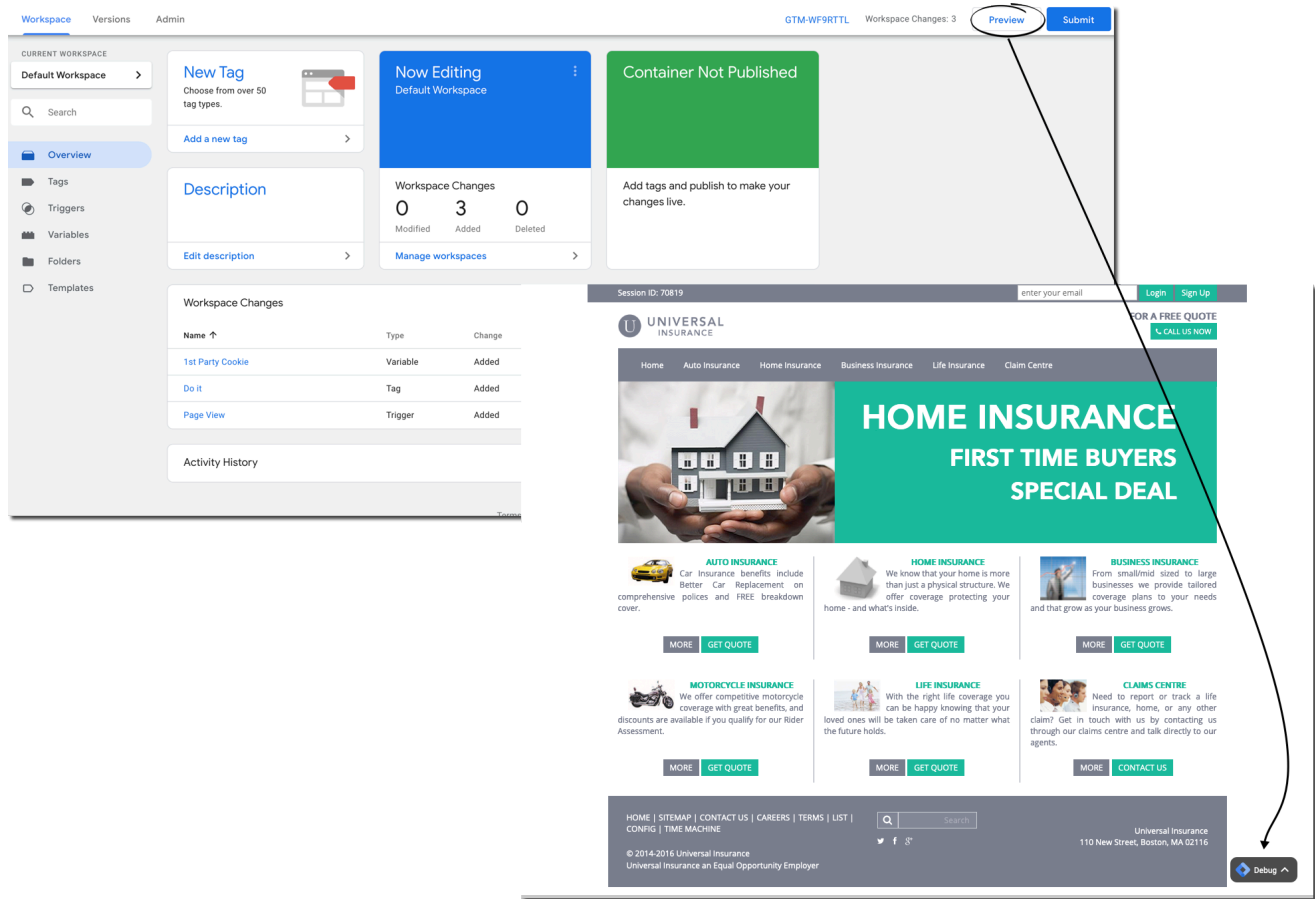 Workspace Versions Admin
GTM-WF9RTTL Workspace Changes: 3 Preview Submit
CURRENT WORKSPACE
Default Workspace
Search
Overview
Tags
Triggers
Variables
Folders
Templates
New Tag
Choose from over 50
tag types.
Add a new tag
Now Editing
Default Workspace
Container Not Published
Description
Edit description
Workspace Changes
0 3 0
Modified Added Deleted
Manage workspaces
Add tags and publish to make your
changes live.
Workspace Changes
Name Type Change
1st Party Cookie Variable Added
Do it Tag Added
Page View Trigger Added
Activity History
Terms
Session ID: 70819
enter your email Login Sign Up
U UNIVERSAL
INSURANCE
FOR A FREE QUOTE
CALL US NOW
Home Auto Insurance Home Insurance Business Insurance Life Insurance Claim Centre
HOME INSURANCE
FIRST TIME BUYERS
SPECIAL DEAL
AUTO INSURANCE
Car Insurance benefits include
Better Car Replacement on
comprehensive polices and FREE breakdown
cover.
MORE GET QUOTE
HOME INSURANCE
We know that your home is more
than just a physical structure. We
offer coverage protecting your
home - and what's inside.
MORE GET QUOTE
BUSINESS INSURANCE
From small/mid sized to large
businesses we provide tailored
coverage plans to your needs
and that grow as your business grows.
MORE GET QUOTE
MOTORCYCLE INSURANCE
We offer competitive motorcycle
coverage with great benefits, and
discounts are available if you qualify for our Rider
Assessment.
MORE GET QUOTE
LIFE INSURANCE
With the right life coverage you
can be happy knowing that your
loved ones will be taken care of no matter what
the future holds.
MORE GET QUOTE
CLAIMS CENTRE
Need to report or track a life
insurance, home, or any other
claim? Get in touch with us by contacting us
through our claims centre and talk directly to our
agents.
MORE CONTACT US
HOME | SITEMAP | CONTACT US | CAREERS | TERMS | LIST |
CONFIG | TIME MACHINE
© 2014-2016 Universal Insurance
Universal Insurance an Equal Opportunity Employer
Search
Universal Insurance
110 New Street, Boston, MA 02116
Debug